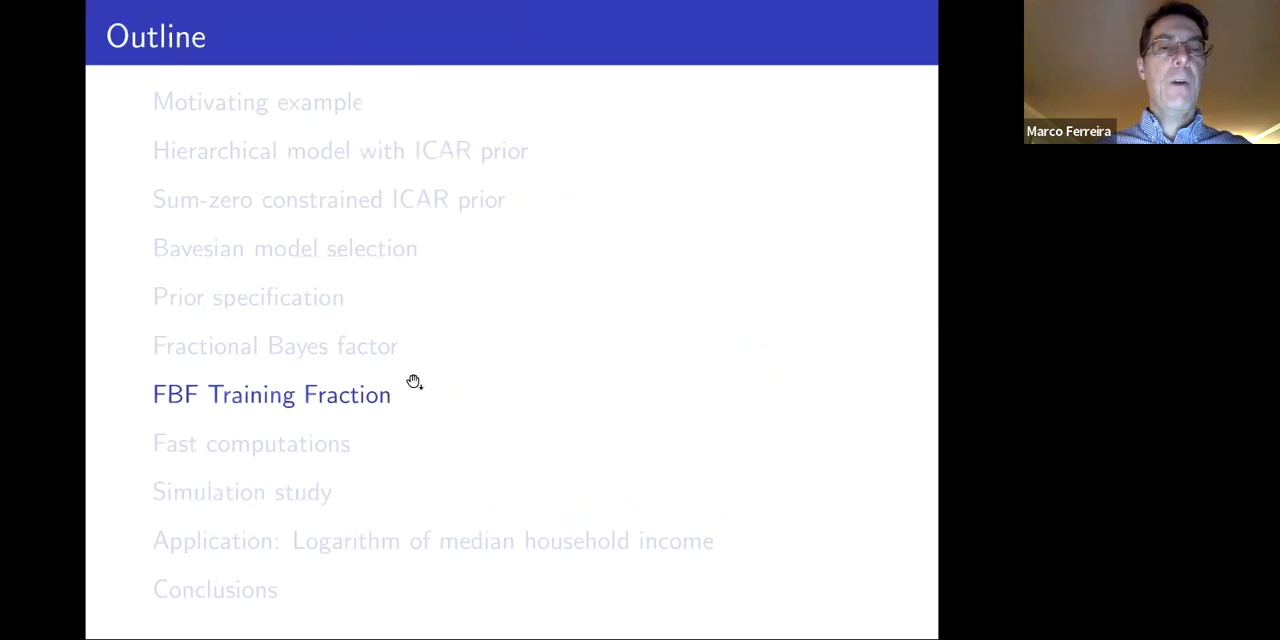 Outline
Motivating example
Hierarchical model with ICAR prior
Sum-zero constrained ICAR prior
Bayesian model selection
Prior specification
Fractional Bayes factor
FBF Training Fraction
Fast computations
Simulation study
Application: Logarithm of median household income
Conclusions
Marco Ferreira